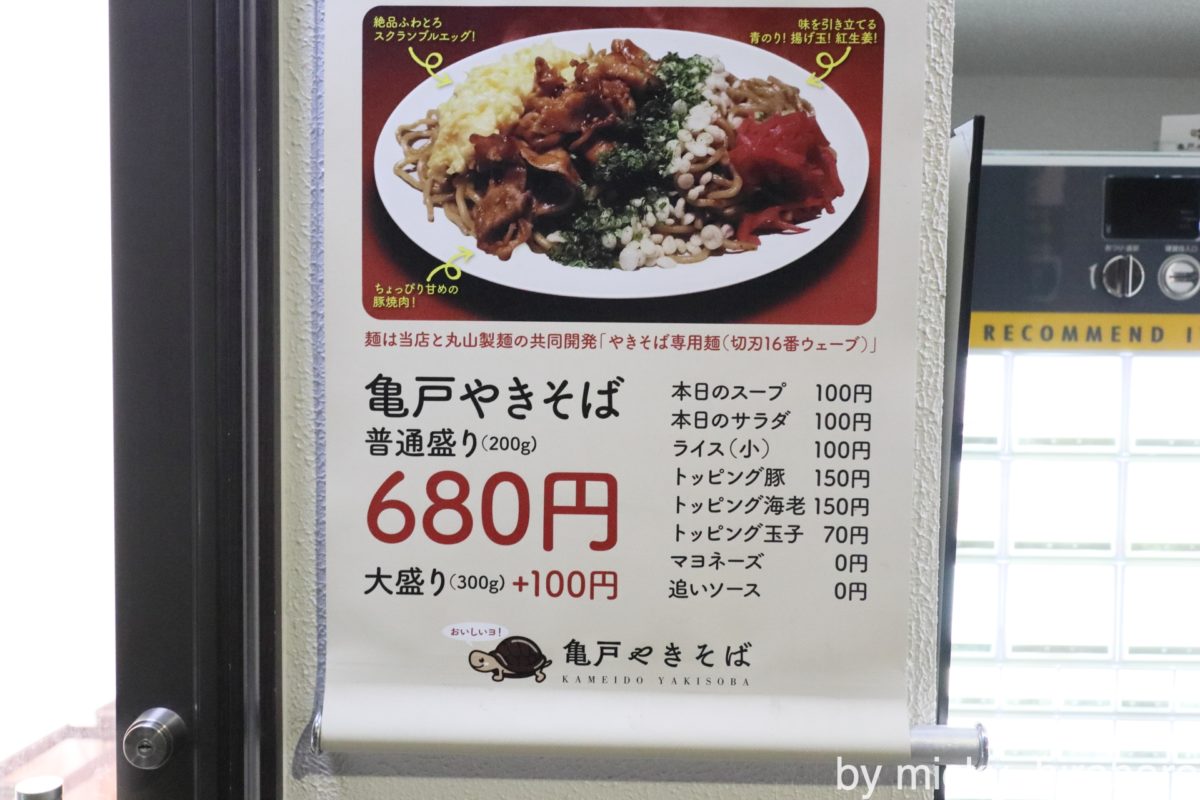 絶品ふわとろ
スクランブルエッグ!
味を引き立てる
青のり! 揚げ玉! 紅生姜!
ちょっぴり甘めの
豚焼肉!
麺は当店と丸山製麺の共同開発「やきそば専用麺(切刃16番ウェーブ)」
亀戸やきそば
普通盛り(200g)
680円
大盛り(300g) +100円
本日のスープ 100円
本日のサラダ 100円
ライス(小) 100円
トッピング豚 150円
トッピング海老 150円
トッピング玉子 70円
マヨネーズ 0円
追いソース 0円
おいしいヨ!
亀戸やきそば
KAMEIDO YAKISOBA
RECOMMEND
by